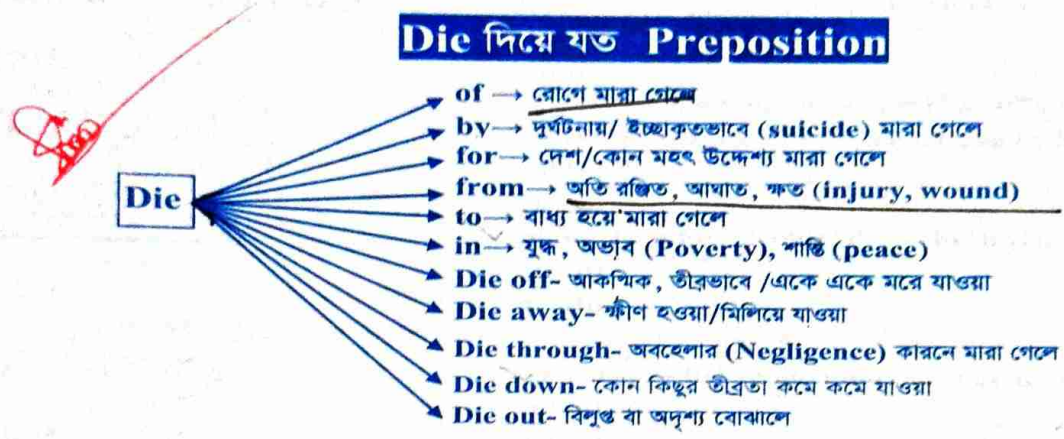 Die দিয়ে যত Preposition
of → রোগে মারা গেলে
by→ দূর্ঘটনায়/ ইচ্ছাকৃতভাবে (suicide) মারা গেলে
for→ দেশ/কোন মহৎ উদ্দেশ্য মারা গেলে
from→ অতি রঞ্জিত, আঘাত, ক্ষত (injury, wound)
Die
to→ বাধ্য হয়ে মারা গেলে
in→ যুদ্ধ, অভাব (Poverty), শান্তি (peace)
Die off- আকস্মিক, তীব্রভাবে /একে একে মরে যাওয়া
Die away- ক্ষীণ হওয়া/মিলিয়ে যাওয়া
Die through- অবহেলার (Negligence) কারনে মারা গেলে
Die down- কোন কিছুর তীব্রতা কমে কমে যাওয়া
Die out- বিলুপ্ত বা অদৃশ্য বোঝালে